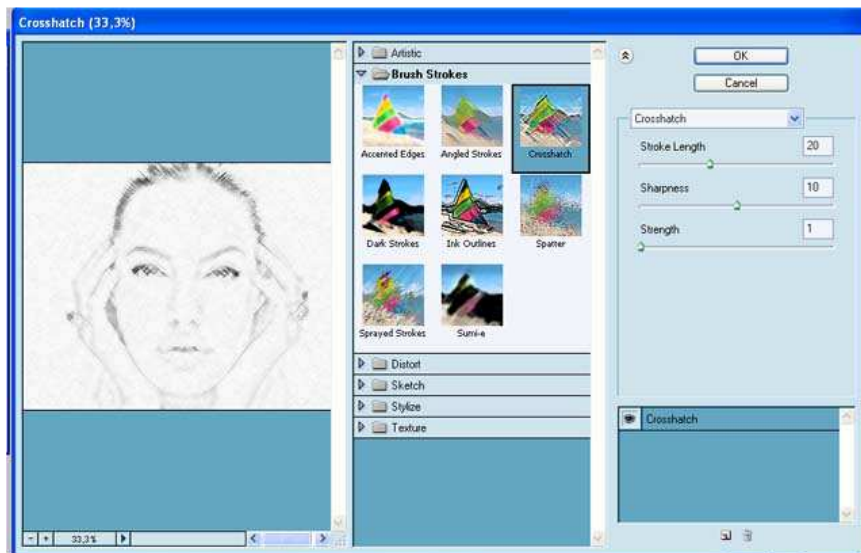 Crosshatch (33,3%)
Artistic
Brush Strokes
Accented Edges
Angled Strokes
Crosshatch
Dark Strokes
Ink Outlines
Spatter
Sprayed Strokes
Sumi-e
Distort
Sketch
Stylize
Texture
33,3%
OK
Cancel
Crosshatch
Stroke Length 20
Sharpness 10
Strength 1
Crosshatch